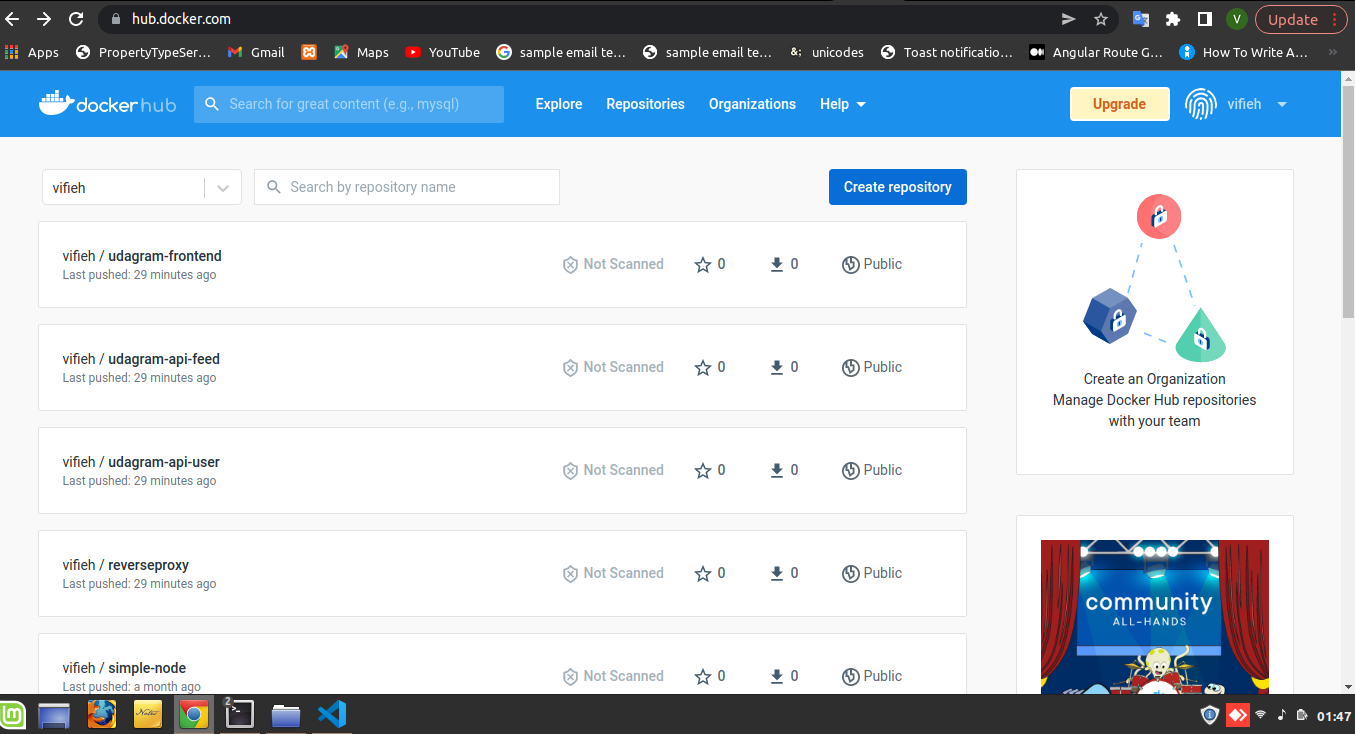 hub.docker.com
V
Update
Apps
PropertyTypeSer...
Gmail
Maps
YouTube
sample email te...
sample email te...
unicodes
Toast notificatio...
Angular Route G...
How To Write A...
docker hub
Search for great content (e.g., mysql)
Explore
Repositories
Organizations
Help
Upgrade
vifieh
vifieh
Search by repository name
Create repository
vifieh / udagram-frontend
Last pushed: 29 minutes ago
Not Scanned
0
0
Public
vifieh / udagram-api-feed
Last pushed: 29 minutes ago
Not Scanned
0
0
Public
vifieh / udagram-api-user
Last pushed: 29 minutes ago
Not Scanned
0
0
Public
vifieh / reverseproxy
Last pushed: 29 minutes ago
Not Scanned
0
0
Public
vifieh / simple-node
Last pushed: a month ago
Not Scanned
0
0
Public
Create an Organization
Manage Docker Hub repositories
with your team
community
ALL-HANDS
Notes
2
01:47